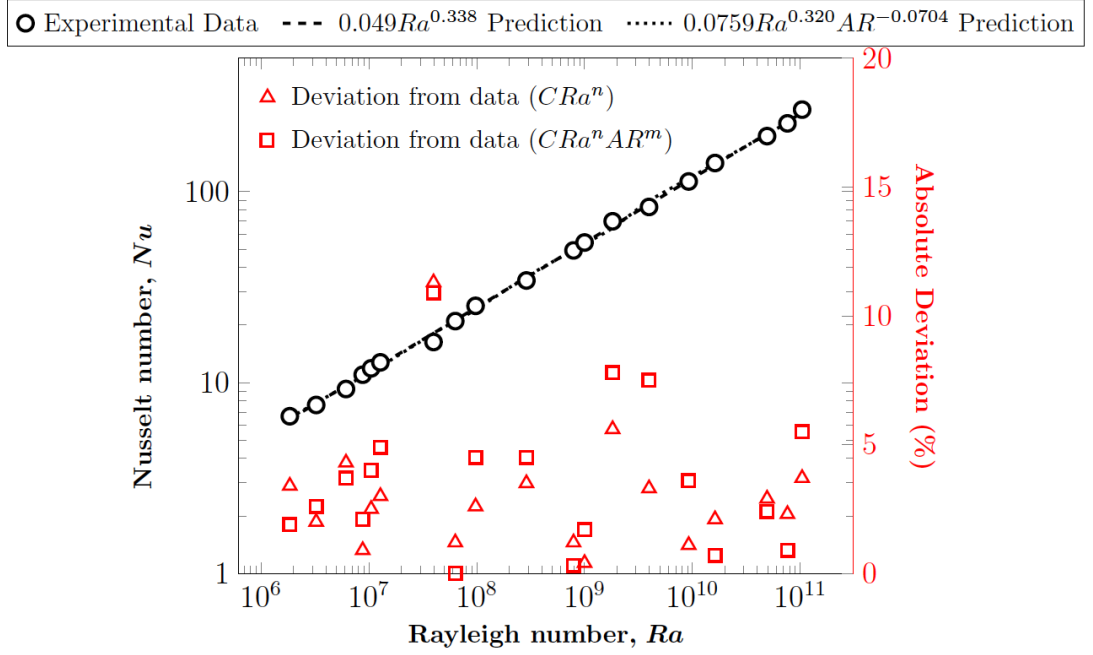 Experimental Data 0.049Ra^0.338 Prediction 0.0759Ra^0.320 AR^−0.0704 Prediction
Deviation from data (CRa^n)
Deviation from data (CRa^n AR^m)
Nusselt number, Nu
100
10
1
20
15
10
5
0
Absolute Deviation (%)
10^6 10^7 10^8 10^9 10^10 10^11
Rayleigh number, Ra